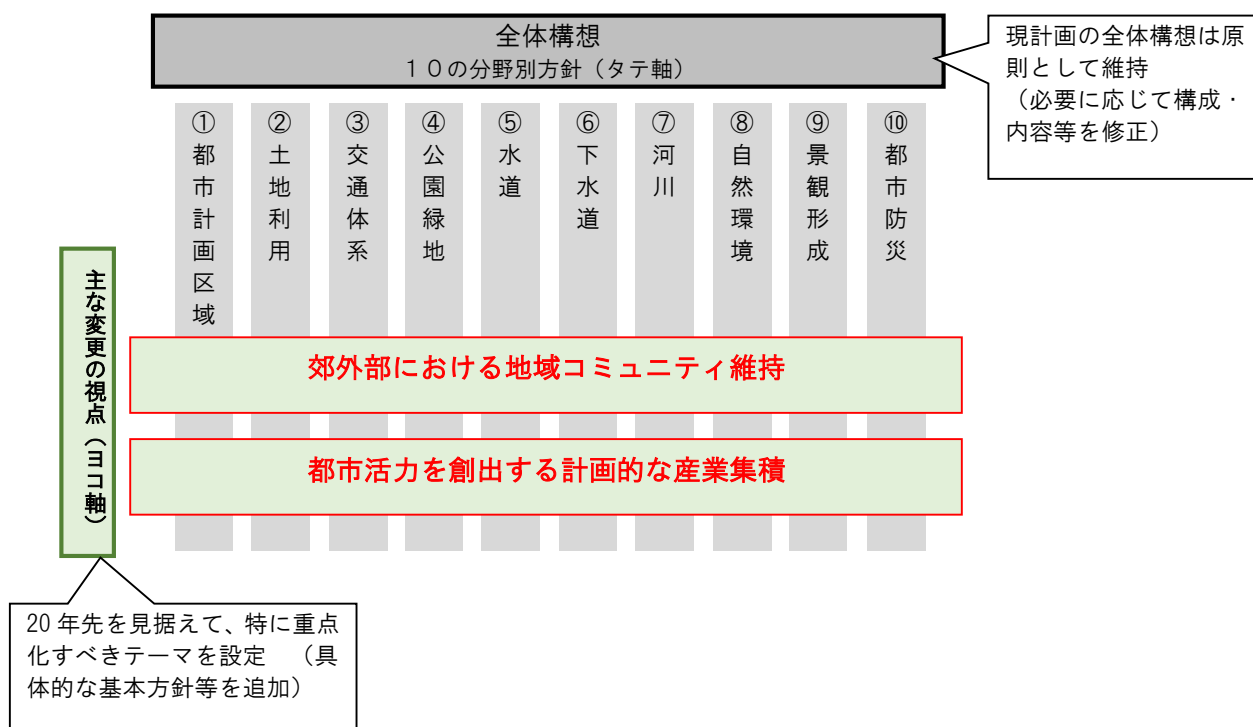 全体構想
１０の分野別方針（タテ軸）
現計画の全体構想は原
則として維持
（必要に応じて構成・
内容等を修正）
①都市計画区域
②土地利用
③交通体系
④公園緑地
⑤水道
⑥下水道
⑦河川
⑧自然環境
⑨景観形成
⑩都市防災
主な変更の視点（ヨコ軸）
郊外部における地域コミュニティ維持
都市活力を創出する計画的な産業集積
20 年先を見据えて、特に重点
化すべきテーマを設定　（具
体的な基本方針等を追加）